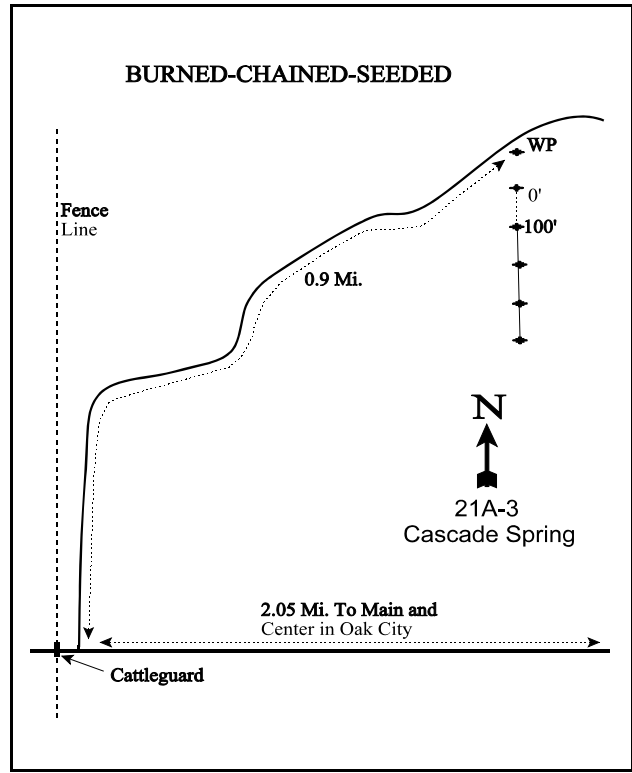 BURNED-CHAINED-SEEDED
WP
0'
100'
Fence
Line
0.9 Mi.
N
21A-3
Cascade Spring
2.05 Mi. To Main and
Center in Oak City
Cattleguard